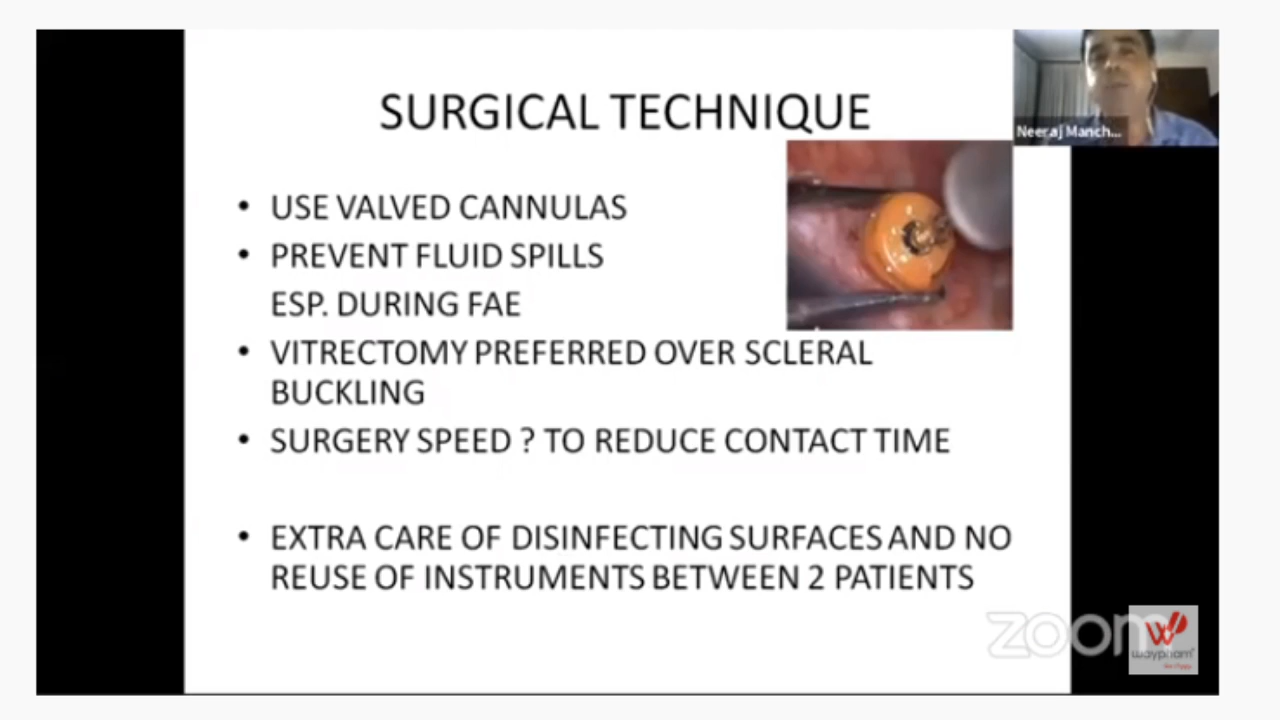 SURGICAL TECHNIQUE
Neeraj Manch...
• USE VALVED CANNULAS
• PREVENT FLUID SPILLS
ESP. DURING FAE
• VITRECTOMY PREFERRED OVER SCLERAL
BUCKLING
• SURGERY SPEED ? TO REDUCE CONTACT TIME
• EXTRA CARE OF DISINFECTING SURFACES AND NO
REUSE OF INSTRUMENTS BETWEEN 2 PATIENTS
zoom